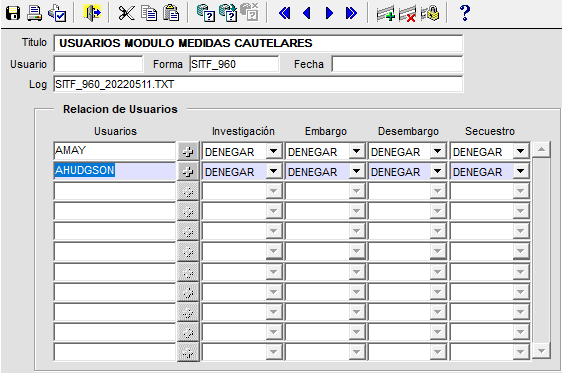 Titulo USUARIOS MODULO MEDIDAS CAUTELARES
Usuario Forma SITF_960 Fecha
Log SITF_960_20220511.TXT
Relacion de Usuarios
Usuarios Investigación Embargo Desembargo Secuestro
AMAY DENEGAR DENEGAR DENEGAR DENEGAR
AHUDGSON DENEGAR DENEGAR DENEGAR DENEGAR